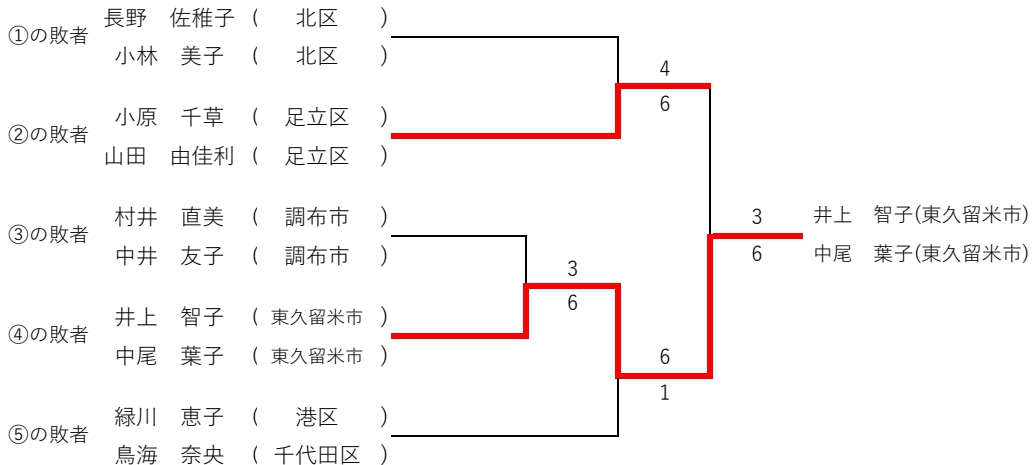 ①の敗者 長野 佐稚子 ( 北区 )
小林 美子 ( 北区 )
4
6
②の敗者 小原 千草 ( 足立区 )
山田 由佳利 ( 足立区 )
③の敗者 村井 直美 ( 調布市 )
中井 友子 ( 調布市 )
3
6
井上 智子(東久留米市)
中尾 葉子(東久留米市)
3
6
④の敗者 井上 智子 ( 東久留米市 )
中尾 葉子 ( 東久留米市 )
6
1
⑤の敗者 緑川 恵子 ( 港区 )
鳥海 奈央 ( 千代田区 )